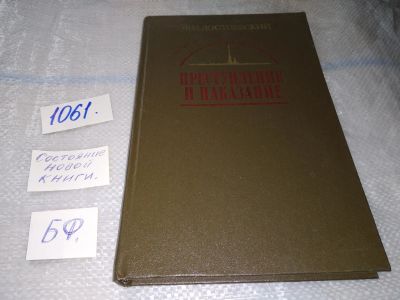 Ф.М.ДОСТОЕВСКИЙ
ПРЕСТУПЛЕНИЕ
И НАКАЗАНИЕ
1061.
Состояние
новой
книги.
БФ.